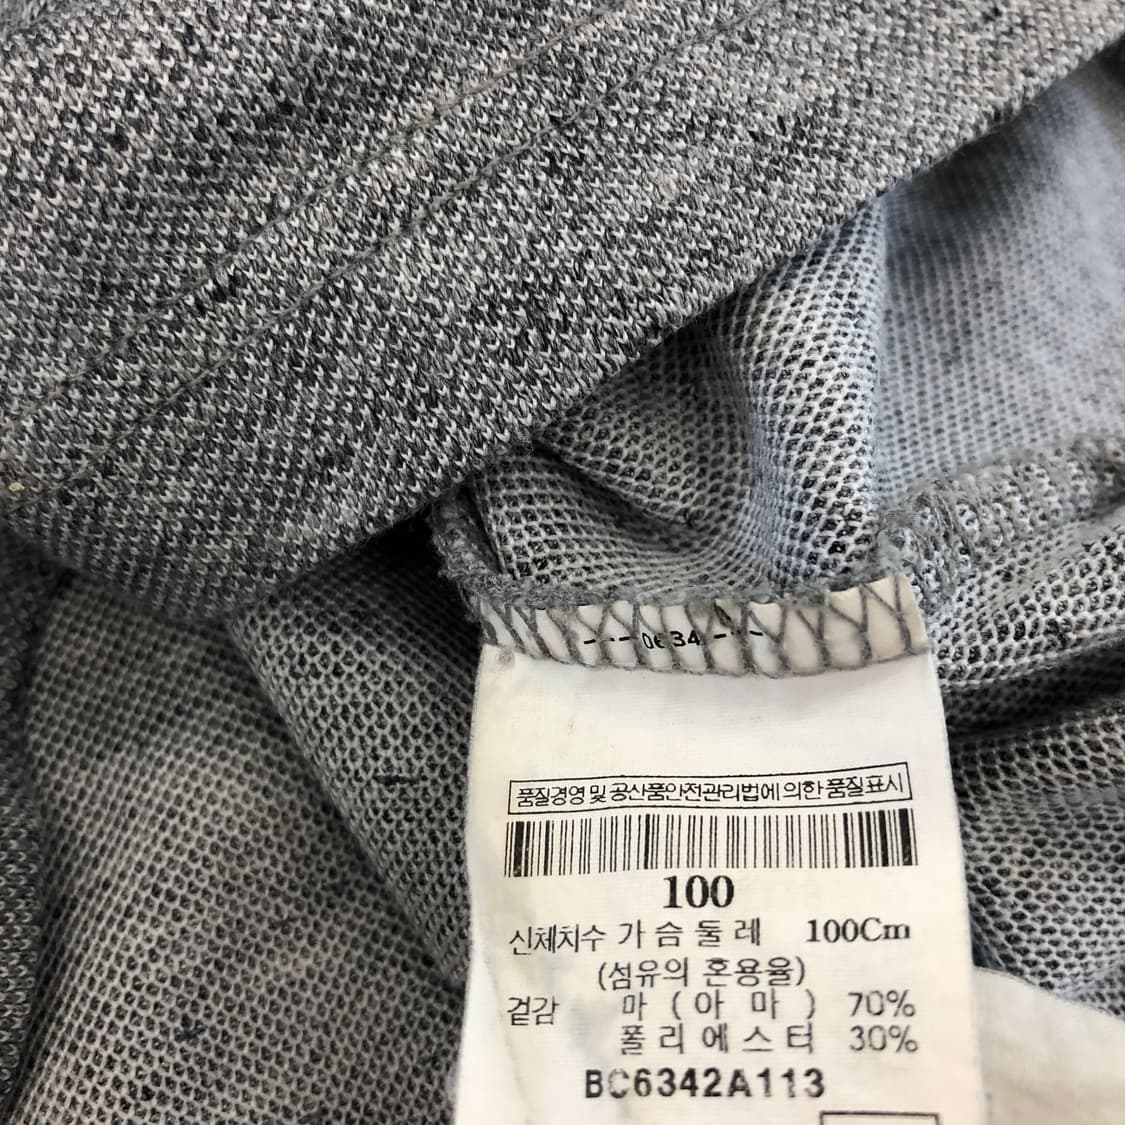 품질경영 및 공산품안전관리법에 의한 품질표시
100
신체치수 가 슴 둘 레 100Cm
(섬유의 혼용율)
겉감 마 ( 아 마 ) 70%
폴 리 에 스 터 30%
BC6342A113